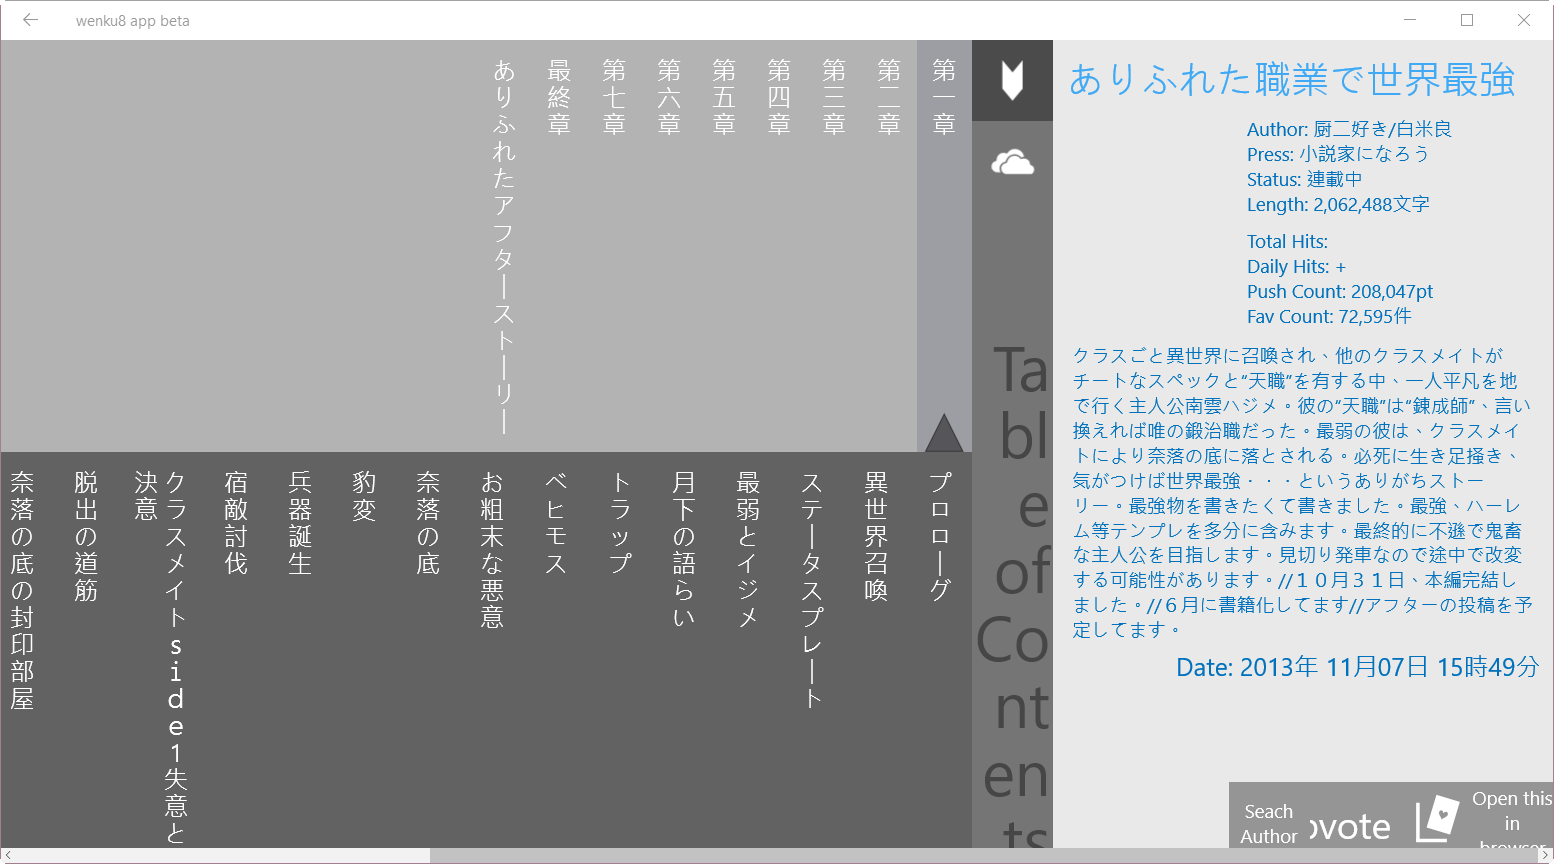 wenku8 app beta
第一章
第二章
第三章
第四章
第五章
第六章
第七章
最終章
ありふれたアフターストーリー
プロローグ
異世界召喚
ステータスプレート
最弱とイジメ
月下の語らい
トラップ
ベヒモス
お粗末な悪意
奈落の底
豹変
兵器誕生
宿敵討伐
クラスメイトside1失意と
決意
脱出の道筋
奈落の底の封印部屋
Ta
bl
e
of
Co
nt
en
ts
ありふれた職業で世界最強
Author: 厨二好き/白米良
Press: 小説家になろう
Status: 連載中
Length: 2,062,488文字
Total Hits:
Daily Hits: +
Push Count: 208,047pt
Fav Count: 72,595件
クラスごと異世界に召喚され、他のクラスメイトが
チートなスペックと“天職”を有する中、一人平凡を地
で行く主人公南雲ハジメ。彼の“天職”は“錬成師”、言い
換えれば唯の鍛治職だった。最弱の彼は、クラスメイ
トにより奈落の底に落とされる。必死に生き足掻き、
気がつけば世界最強・・・というありがちストー
リー。最強物を書きたくて書きました。最強、ハーレ
ム等テンプレを多分に含みます。最終的に不遜で鬼畜
な主人公を目指します。見切り発車なので途中で改変
する可能性があります。//１０月３１日、本編完結し
ました。//６月に書籍化してます//アフターの投稿を予
定してます。
Date: 2013年 11月07日 15時49分
Seach
Author
ovote
Open this
in
browser